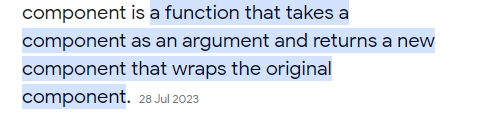 component is a function that takes a
component as an argument and returns a new
component that wraps the original
component. 28 Jul 2023